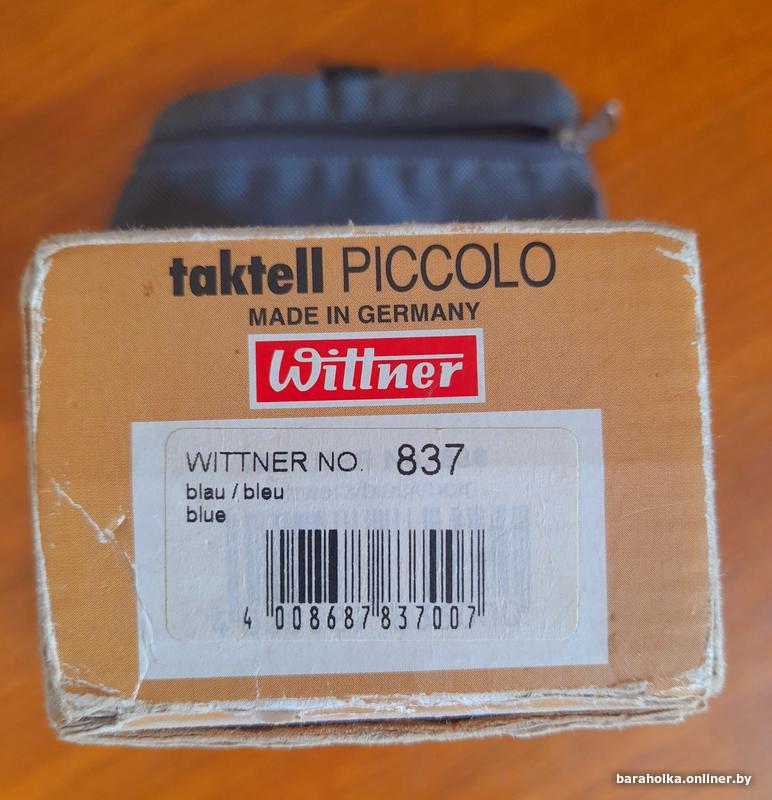 taktell PICCOLO
MADE IN GERMANY
Wittner
WITTNER NO. 837
blau / bleu
blue
4 008687 837007
baraholka.onliner.by